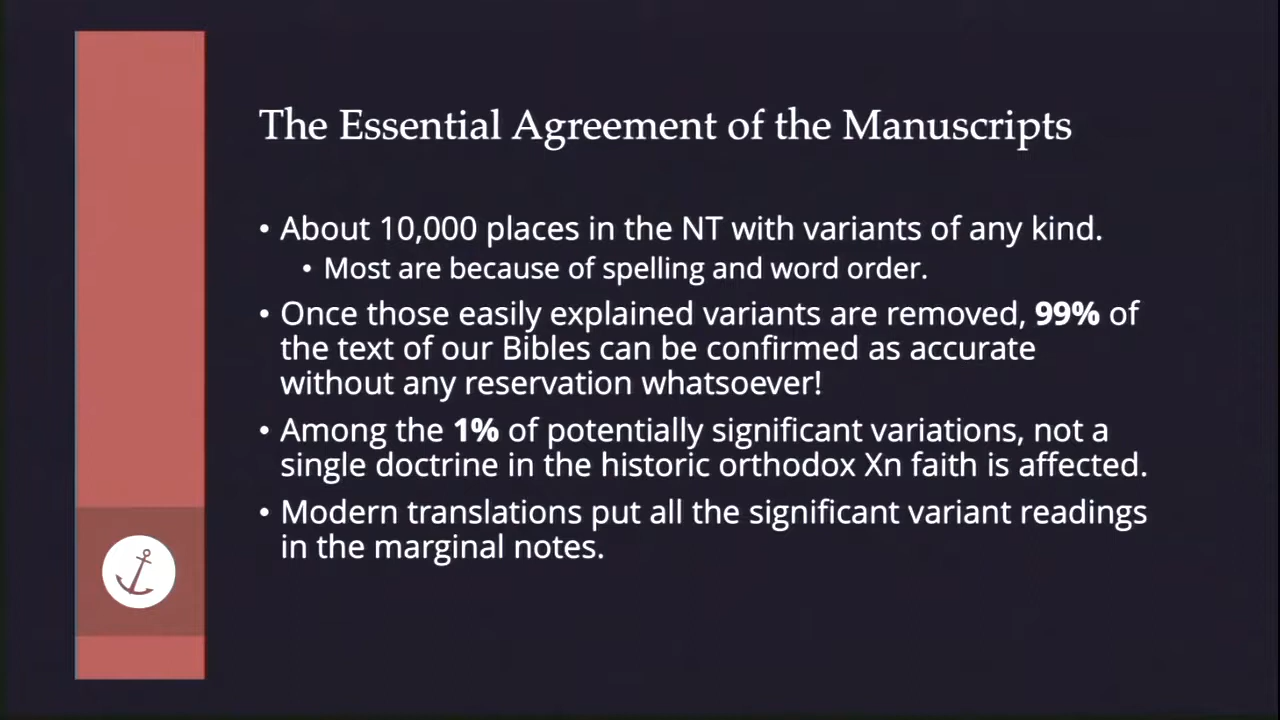 The Essential Agreement of the Manuscripts
• About 10,000 places in the NT with variants of any kind.
• Most are because of spelling and word order.
• Once those easily explained variants are removed, 99% of
the text of our Bibles can be confirmed as accurate
without any reservation whatsoever!
• Among the 1% of potentially significant variations, not a
single doctrine in the historic orthodox Xn faith is affected.
• Modern translations put all the significant variant readings
in the marginal notes.